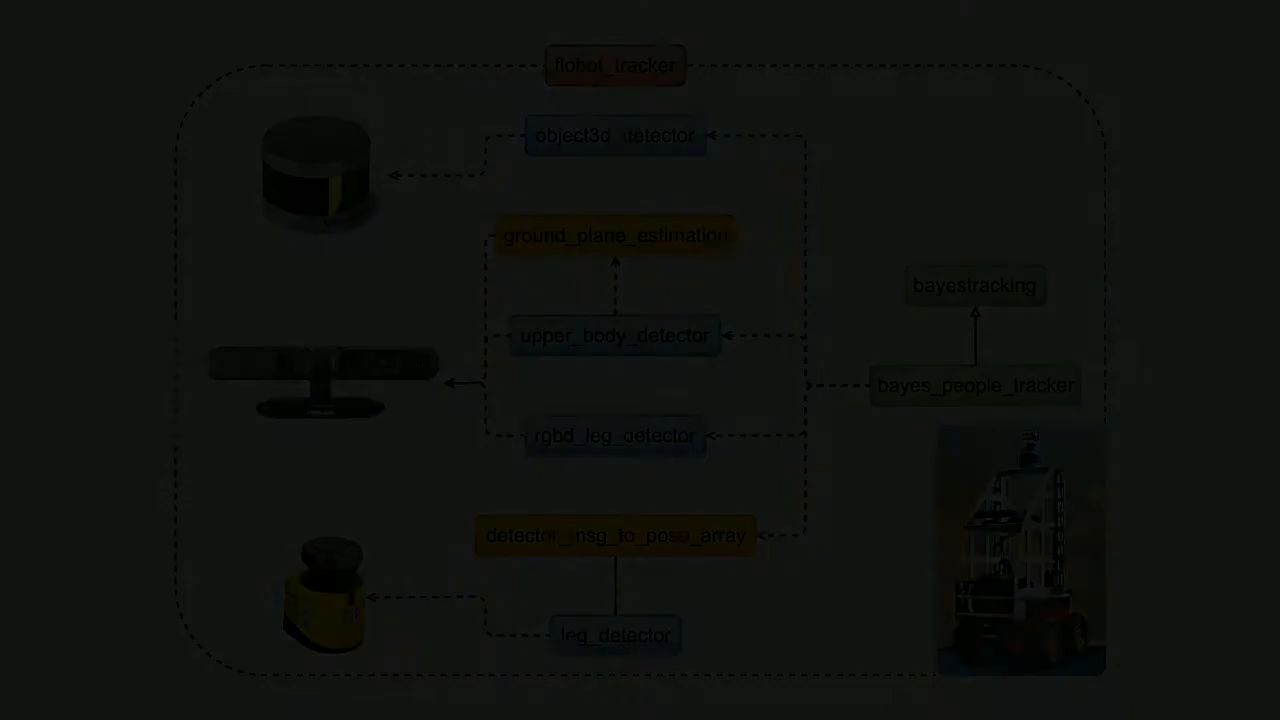 flobot_tracker
object3d_detector
ground_plane_estimation
bayestracking
upper_body_detector
bayes_people_tracker
rgbd_leg_detector
detector_msg_to_pose_array
leg_detector